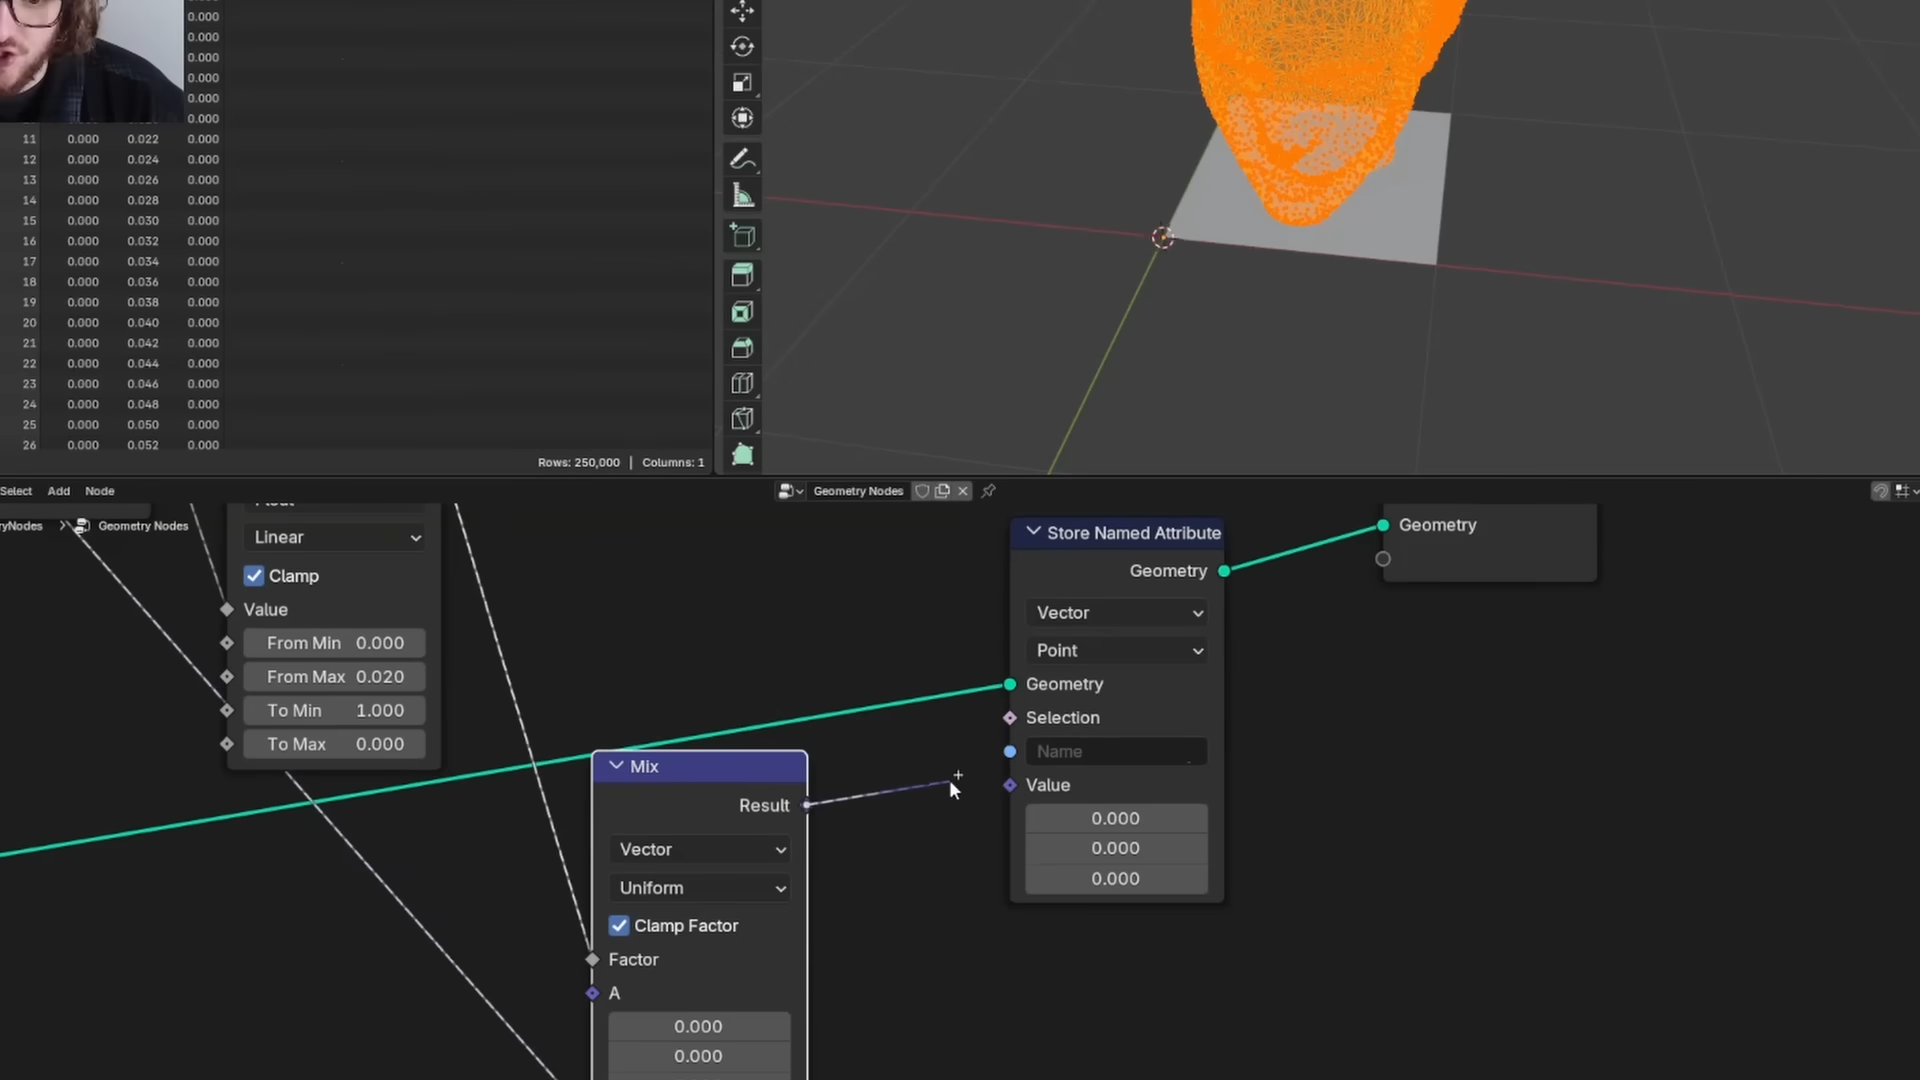 0.000
0.000
0.000
0.000
0.000
0.000
11 0.000 0.022 0.000
12 0.000 0.024 0.000
13 0.000 0.026 0.000
14 0.000 0.028 0.000
15 0.000 0.030 0.000
16 0.000 0.032 0.000
17 0.000 0.034 0.000
18 0.000 0.036 0.000
19 0.000 0.038 0.000
20 0.000 0.040 0.000
21 0.000 0.042 0.000
22 0.000 0.044 0.000
23 0.000 0.046 0.000
24 0.000 0.048 0.000
25 0.000 0.050 0.000
26 0.000 0.052 0.000
Rows: 250,000 | Columns: 1
Select Add Node
Geometry Nodes
ryNodes > Geometry Nodes
Linear
Clamp
Value
From Min 0.000
From Max 0.020
To Min 1.000
To Max 0.000
Mix
Result
Vector
Uniform
Clamp Factor
Factor
A
0.000
0.000
Store Named Attribute
Geometry
Vector
Point
Geometry
Selection
Name
Value
0.000
0.000
0.000
Geometry